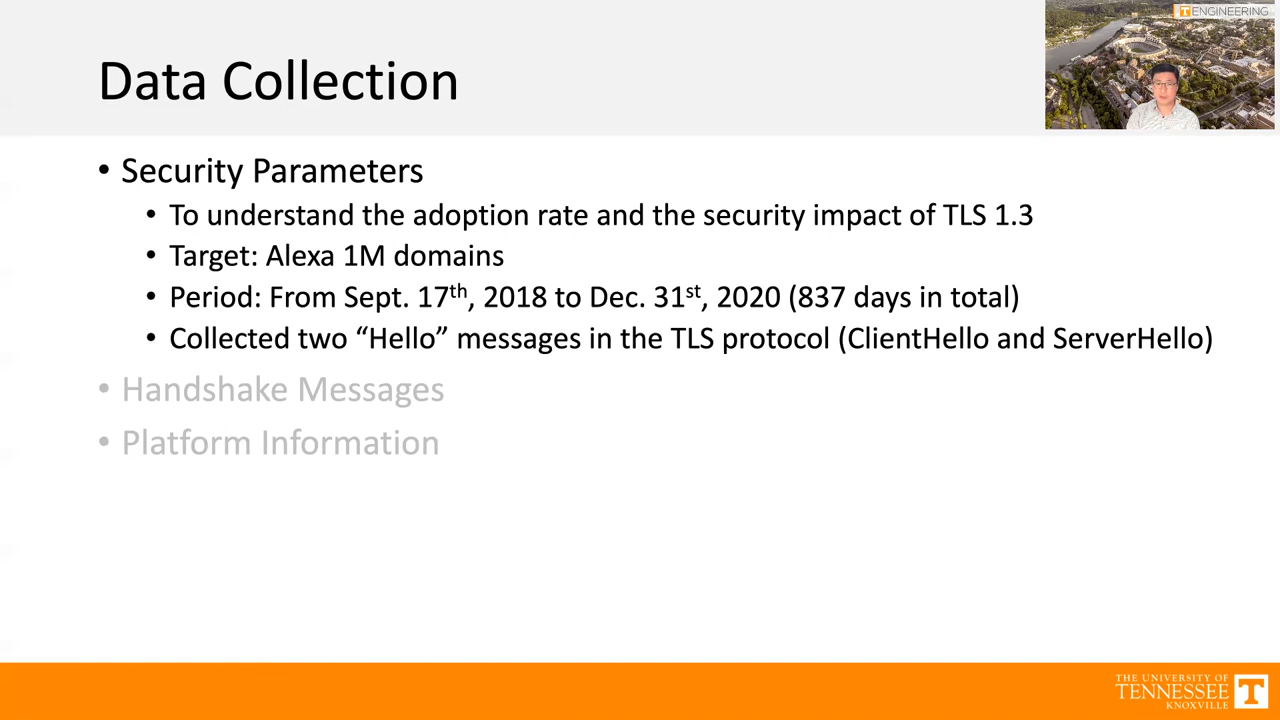 ENGINEERING
Data Collection
• Security Parameters
• To understand the adoption rate and the security impact of TLS 1.3
• Target: Alexa 1M domains
• Period: From Sept. 17th, 2018 to Dec. 31st, 2020 (837 days in total)
• Collected two “Hello” messages in the TLS protocol (ClientHello and ServerHello)
• Handshake Messages
• Platform Information
THE UNIVERSITY OF
TENNESSEE
KNOXVILLE
T